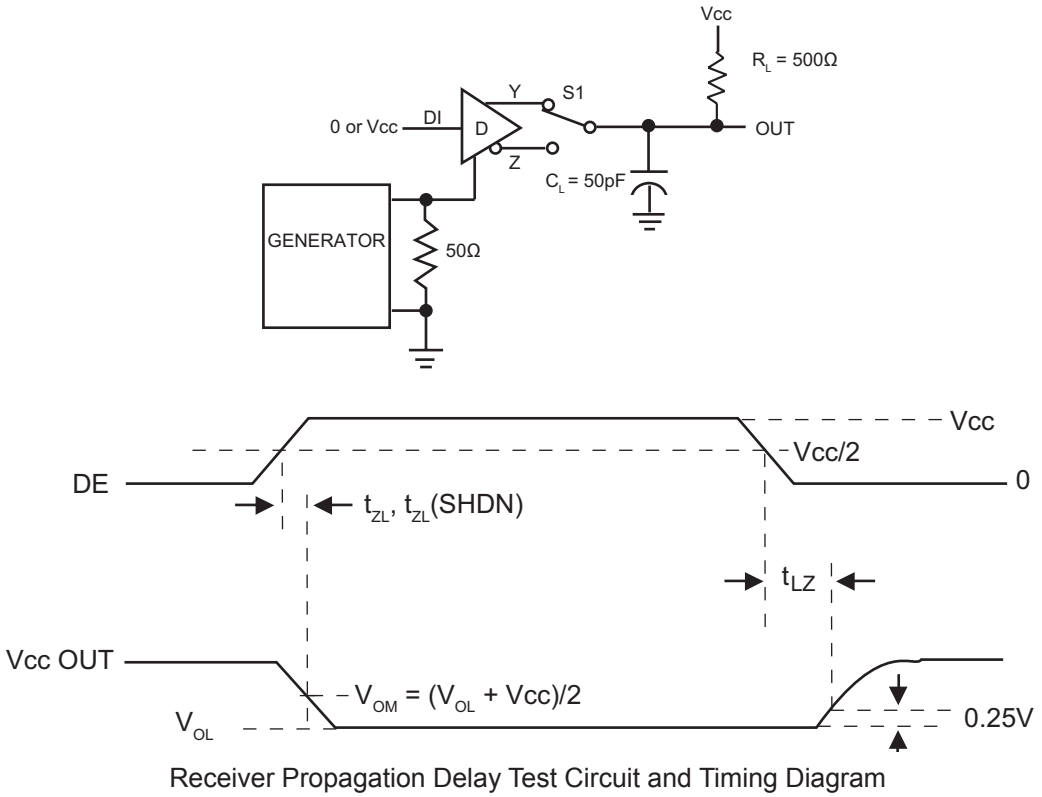 Vcc
R_L = 500Ω
Y
S1
0 or Vcc
DI
D
OUT
Z
C_L = 50pF
GENERATOR
50Ω
Vcc
Vcc/2
DE
0
t_ZL, t_ZL(SHDN)
t_LZ
Vcc OUT
V_OM = (V_OL + Vcc)/2
V_OL
0.25V
Receiver Propagation Delay Test Circuit and Timing Diagram